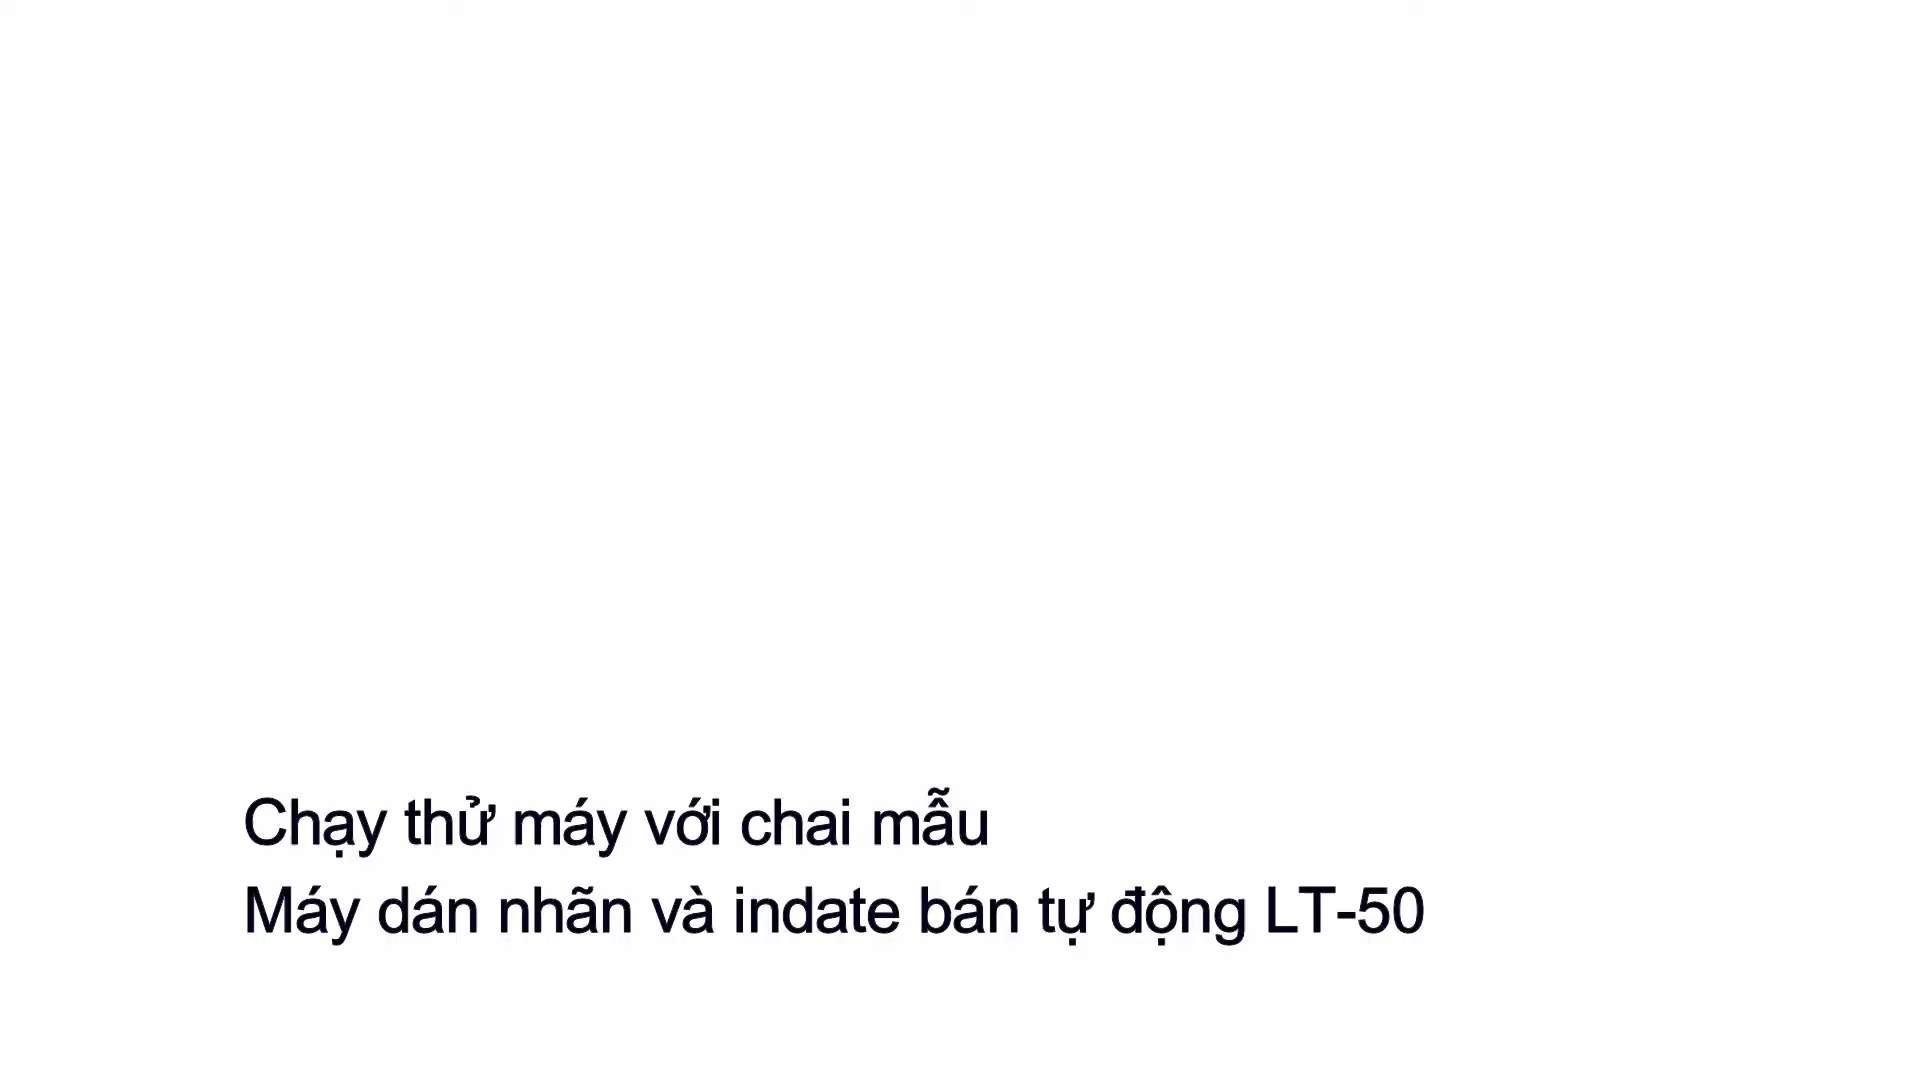 Chạy thử máy với chai mẫu
Máy dán nhãn và indate bán tự động LT-50